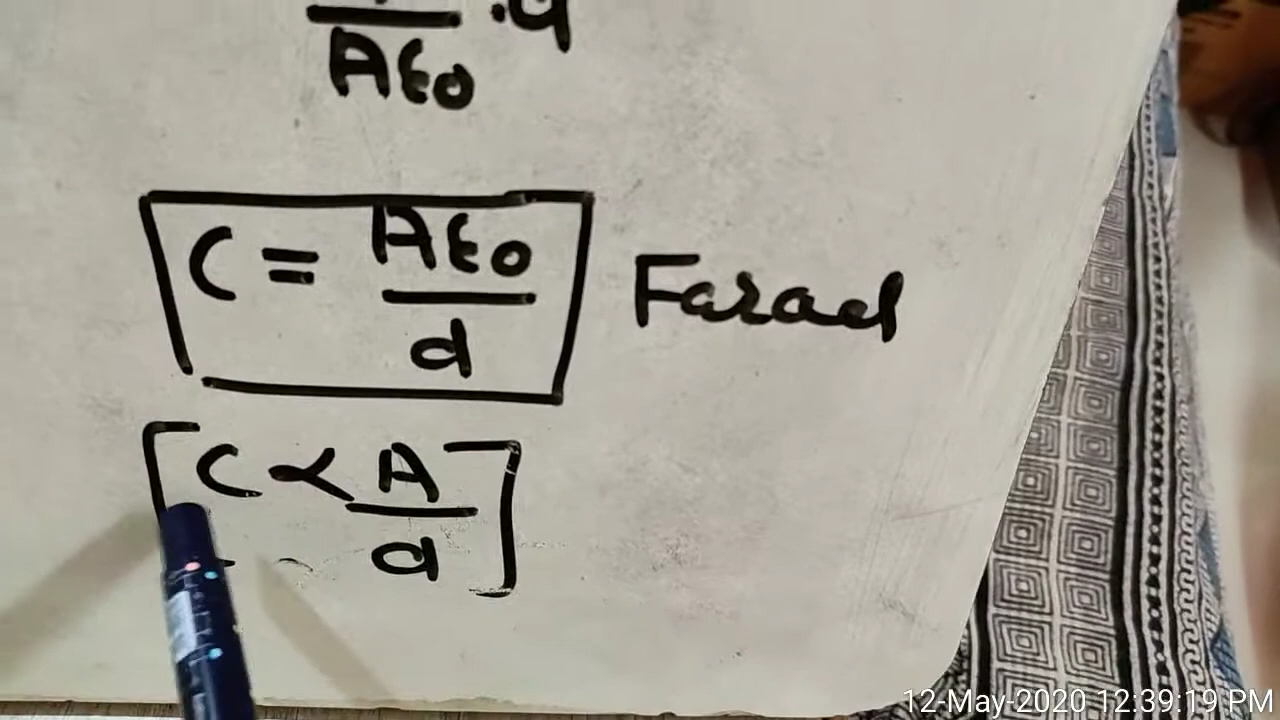 Aε₀ .d
C = Aε₀ / d Farad
[C ∝ A / d]
12-May-2020 12:39:19 PM